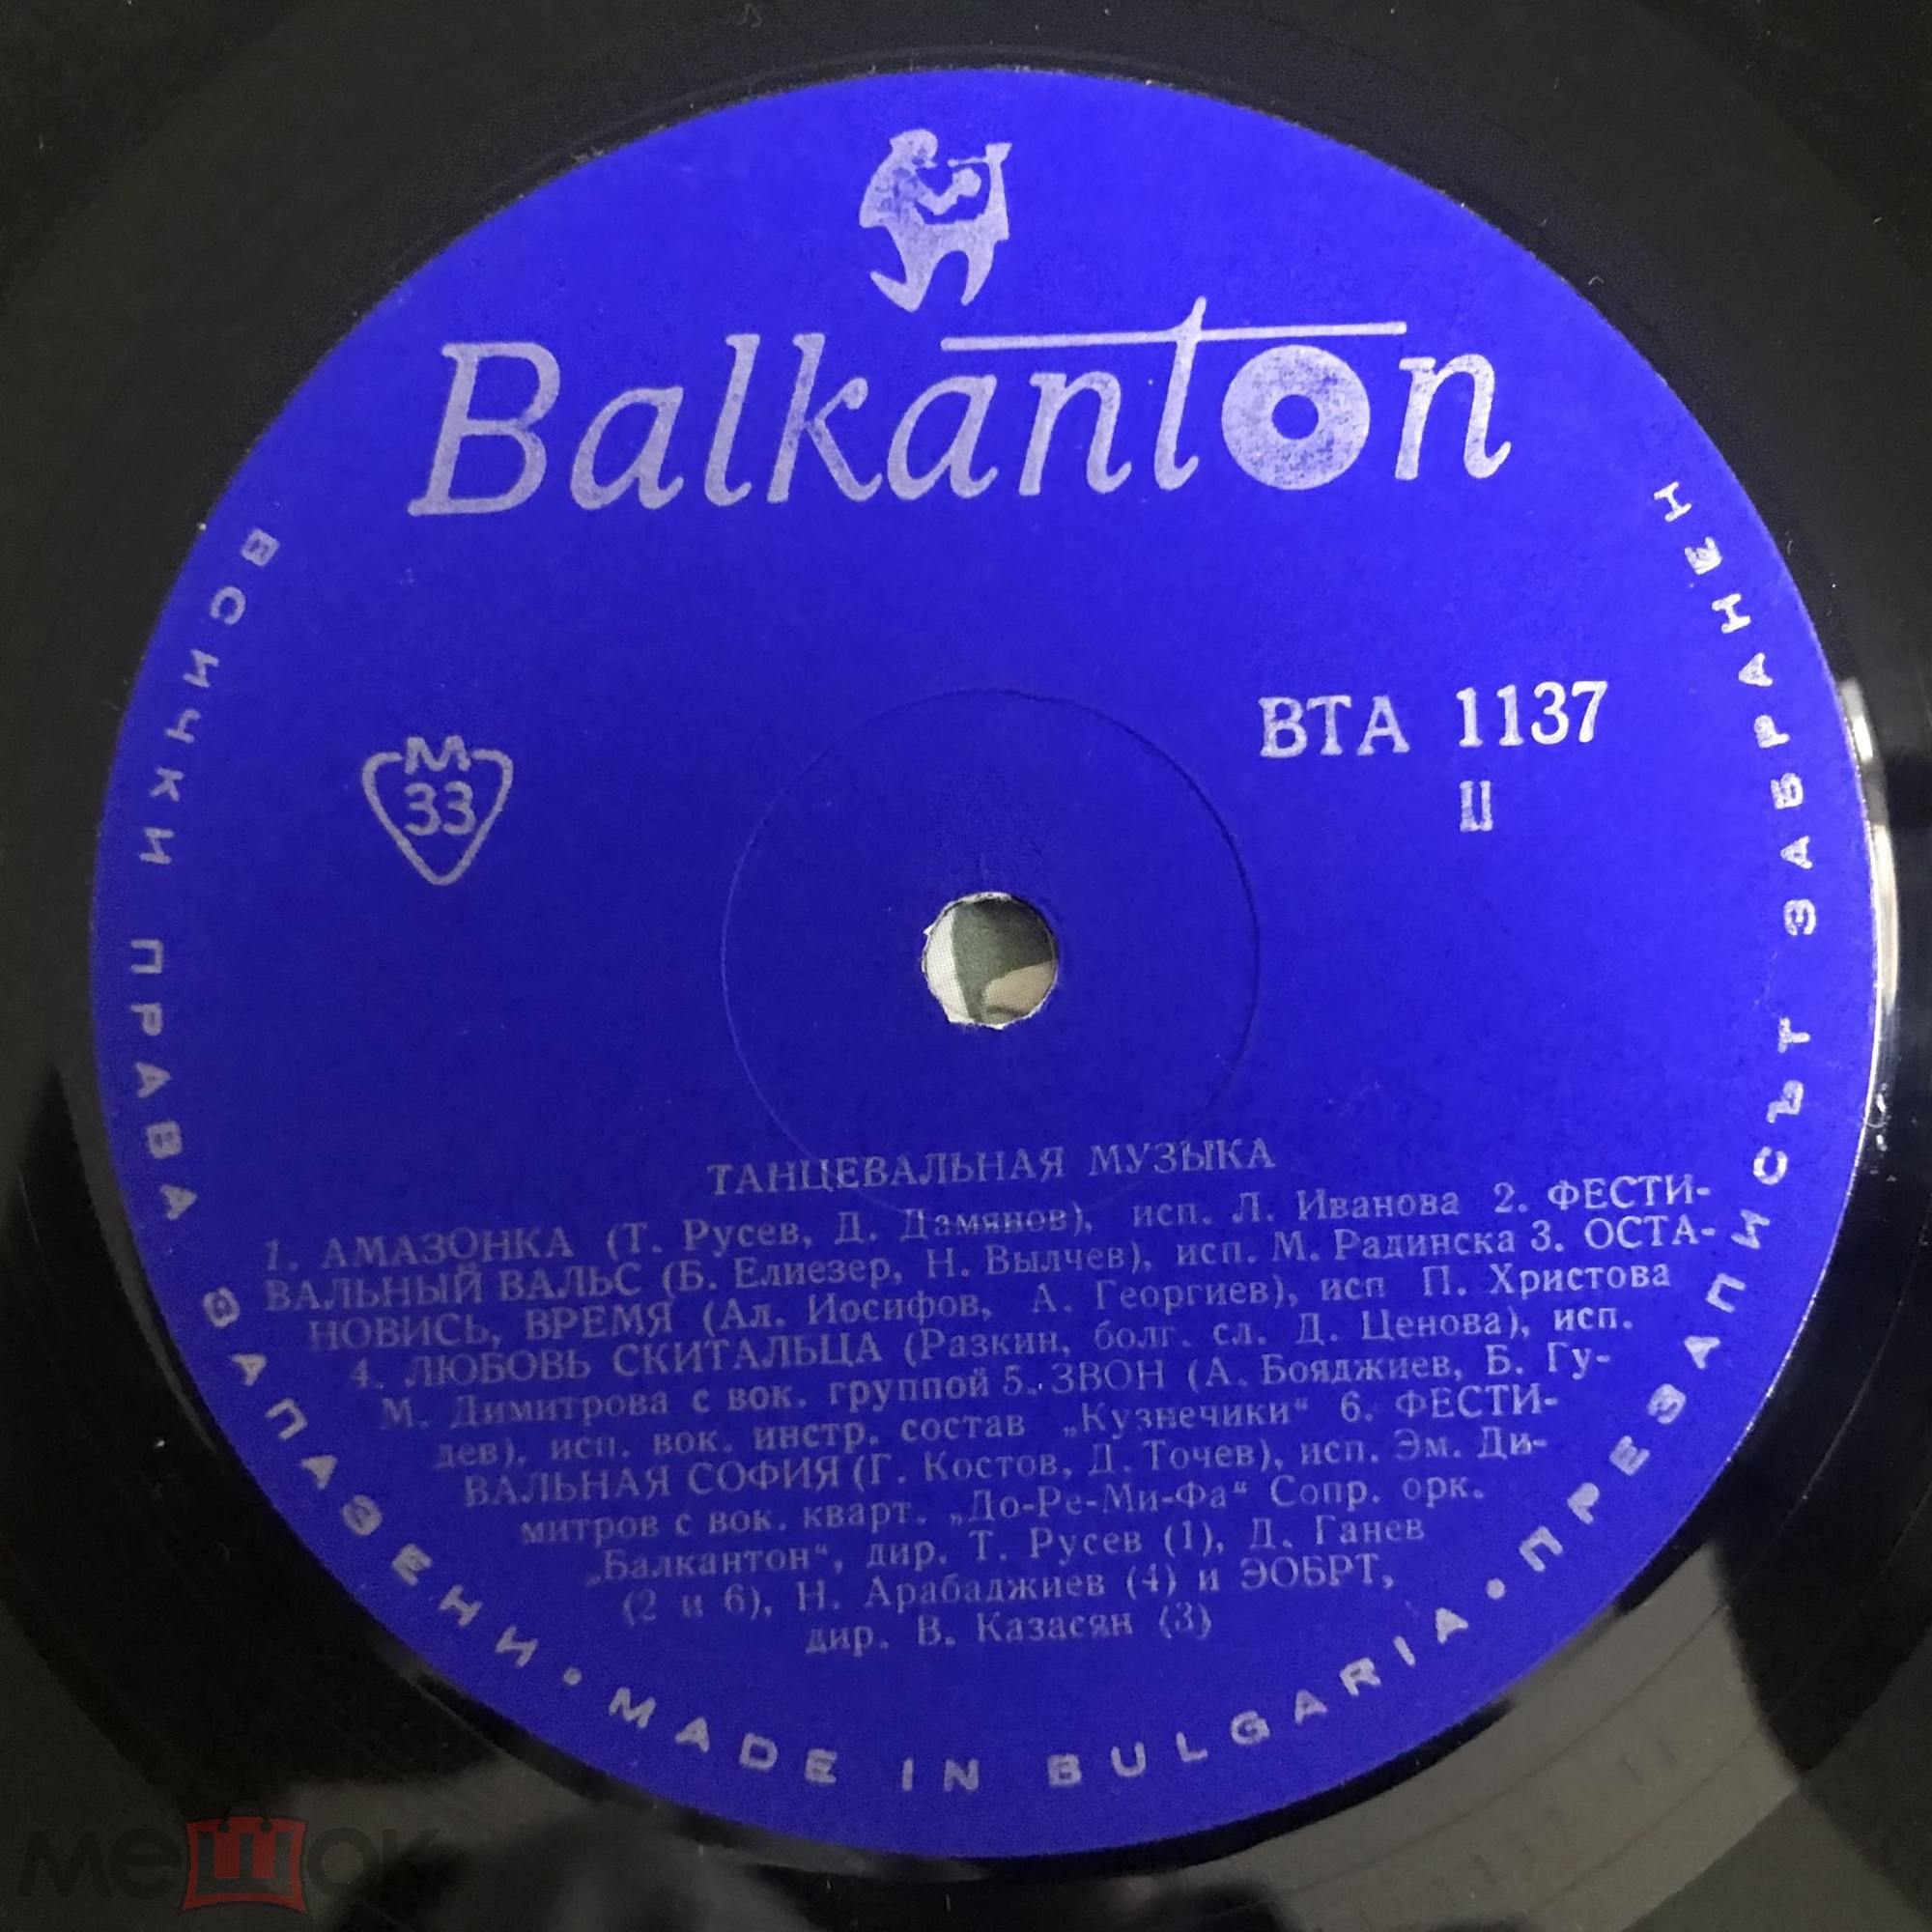 Balkanton
ВТА 1137
II
М
33
ТАНЦЕВАЛЬНАЯ МУЗЫКА
1. АМАЗОНКА (Т. Русев, Д. Дамянов), исп. Л. Иванова 2. ФЕСТИ-
ВАЛЬНЫЙ ВАЛЬС (Б. Елиезер, Н. Вылчев), исп. М. Радинска 3. ОСТА-
НОВИСЬ, ВРЕМЯ (Ал. Иосифов, А. Георгиев), исп П. Христова
4. ЛЮБОВЬ СКИТАЛЬЦА (Разкин, болг. сл. Д. Ценова), исп.
М. Димитрова с вок. группой 5. ЗВОН (А. Бояджиев, Б. Гу-
дев), исп. вок. инстр. состав „Кузнечики“ 6. ФЕСТИ-
ВАЛЬНАЯ СОФИЯ (Г. Костов, Д. Точев), исп. Эм. Ди-
митров с вок. кварт. „До-Ре-Ми-Фа“ Сопр. орк.
„Балкантон“, дир. Т. Русев (1), Д. Ганев
(2 и 6), Н. Арабаджиев (4) и ЭОБРТ,
дир. В. Казасян (3)
ВСИЧКИ ПРАВА ЗАПАЗЕНИ • MADE IN BULGARIA • ПРЕЗАПИСЪТ ЗАБРАНЕН
мешок